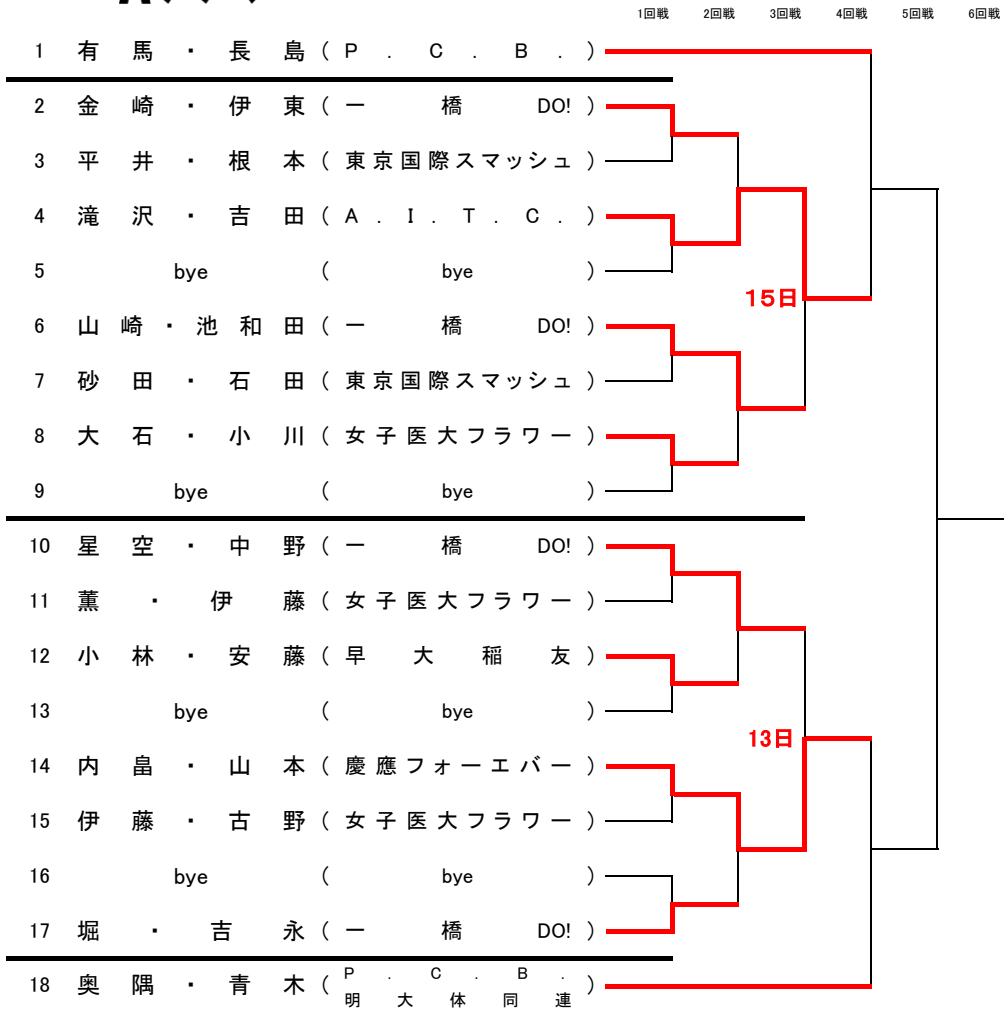 1回戦 2回戦 3回戦 4回戦 5回戦 6回戦
1 有馬・長島 (P.C.B.)
2 金崎・伊東 (一橋DO!)
3 平井・根本 (東京国際スマッシュ)
4 滝沢・吉田 (A.I.T.C.)
5 bye (bye)
15日
6 山崎・池和田 (一橋DO!)
7 砂田・石田 (東京国際スマッシュ)
8 大石・小川 (女子医大フラワー)
9 bye (bye)
10 星空・中野 (一橋DO!)
11 薫・伊藤 (女子医大フラワー)
12 小林・安藤 (早大稲友)
13 bye (bye)
13日
14 内畠・山本 (慶應フォーエバー)
15 伊藤・古野 (女子医大フラワー)
16 bye (bye)
17 堀・吉永 (一橋DO!)
18 奥隅・青木 (P.C.B.
明大体同連)